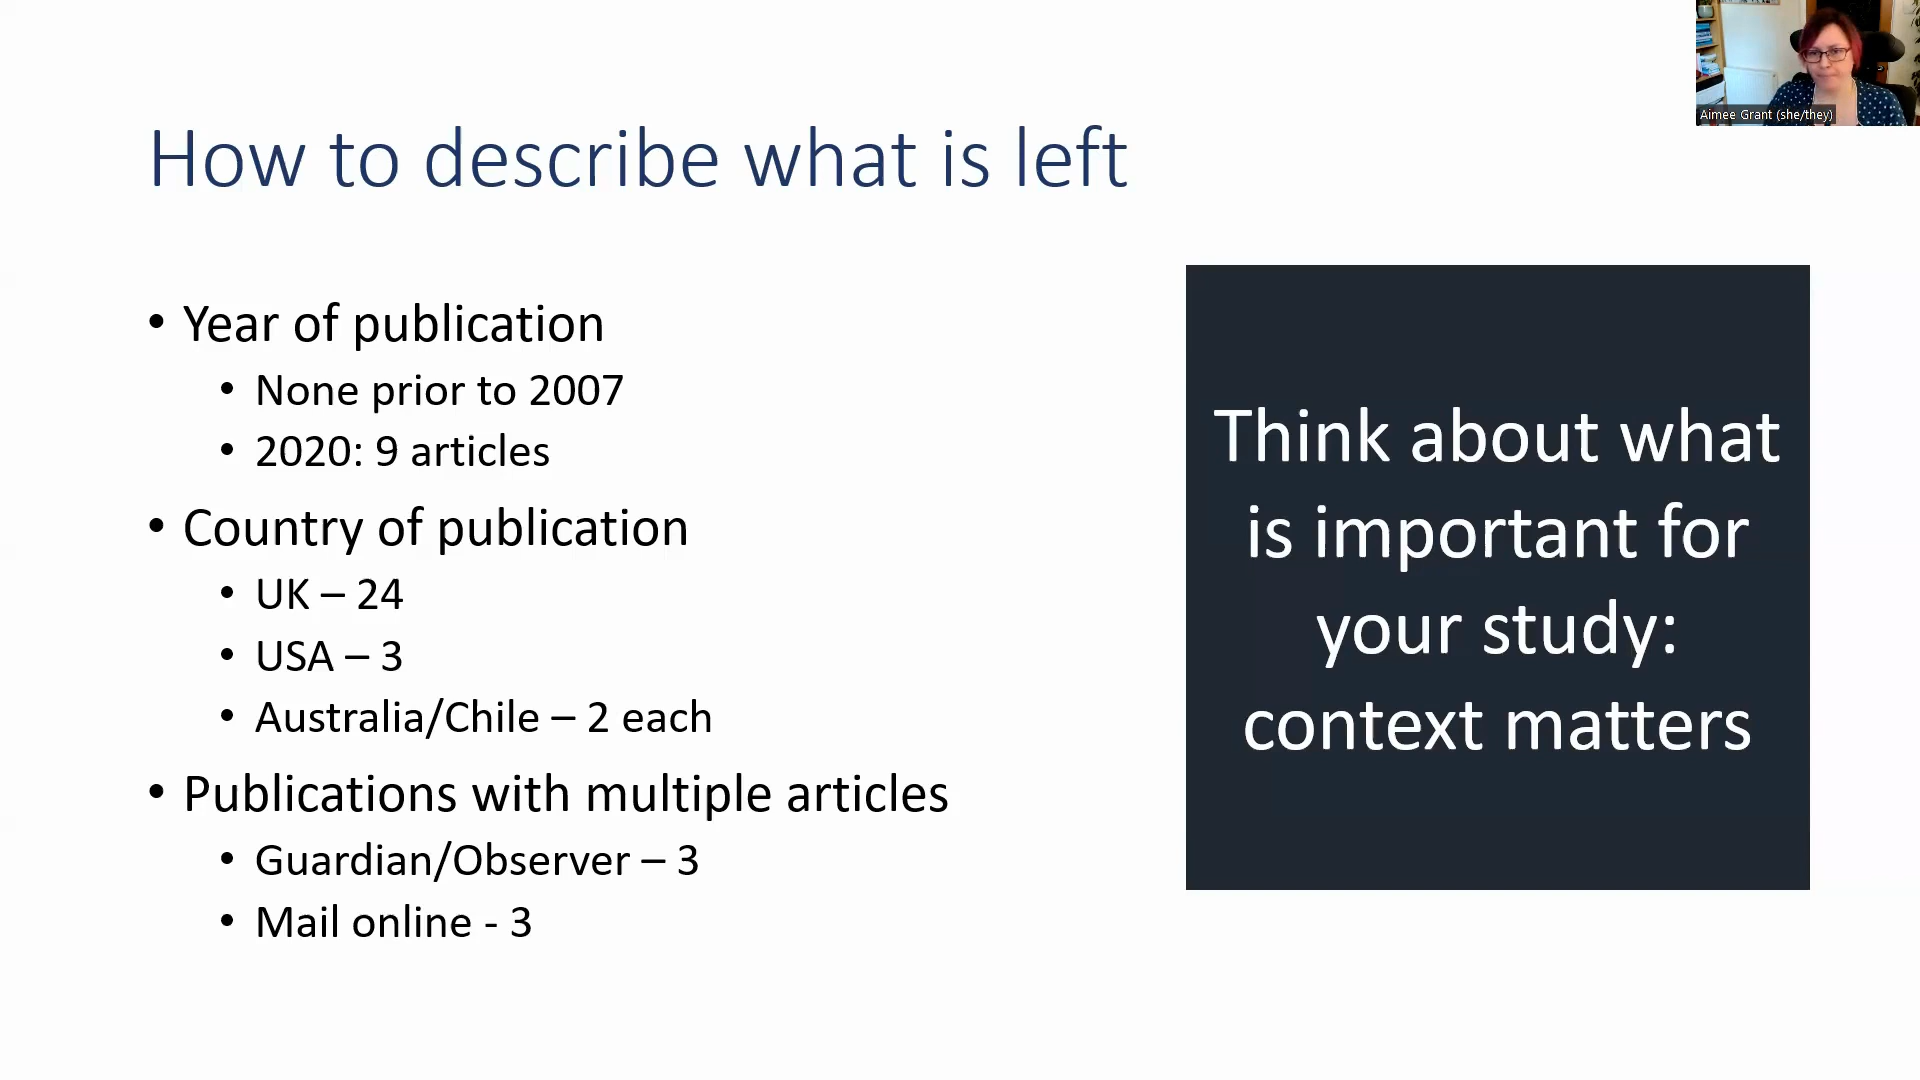 How to describe what is left
• Year of publication
• None prior to 2007
• 2020: 9 articles
• Country of publication
• UK – 24
• USA – 3
• Australia/Chile – 2 each
• Publications with multiple articles
• Guardian/Observer – 3
• Mail online - 3
Think about what
is important for
your study:
context matters
Aimee Grant (she/they)